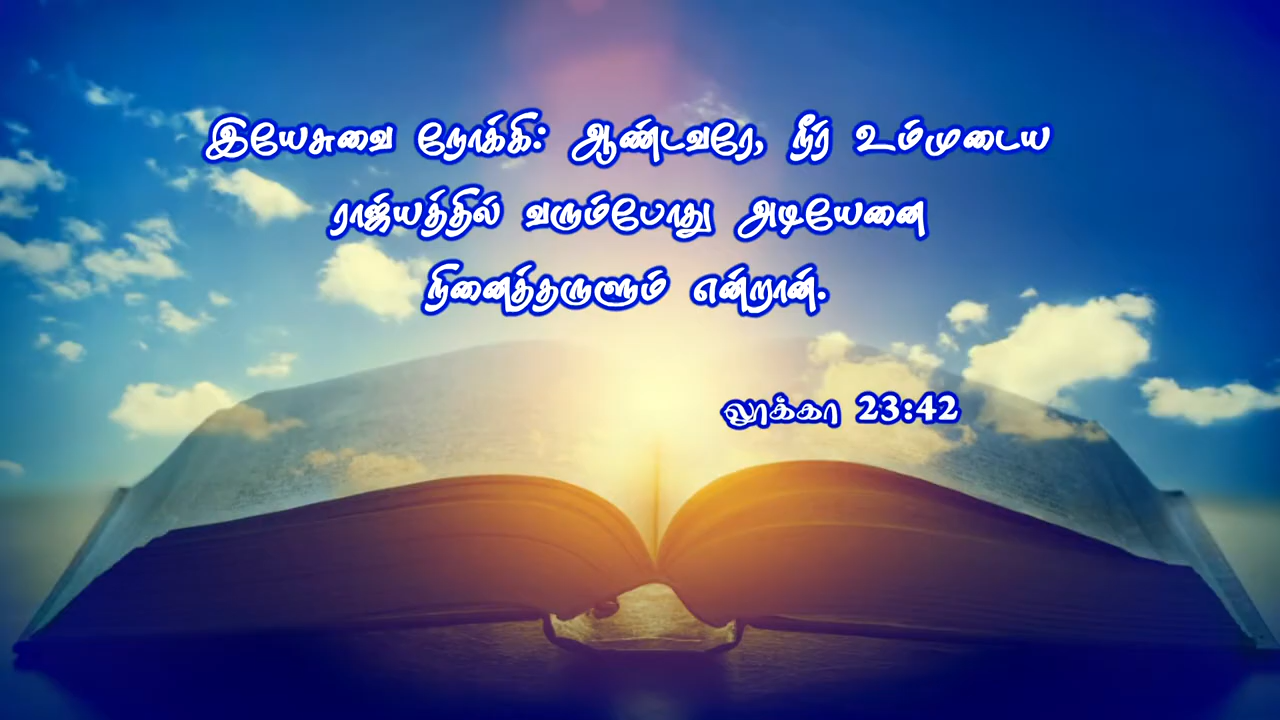 இயேசுவை நோக்கி: ஆண்டவரே, நீர் உம்முடைய
ராஜ்யத்தில் வரும்போது அடியேனை
நினைத்தருளும் என்றான்.
லூக்கா 23:42